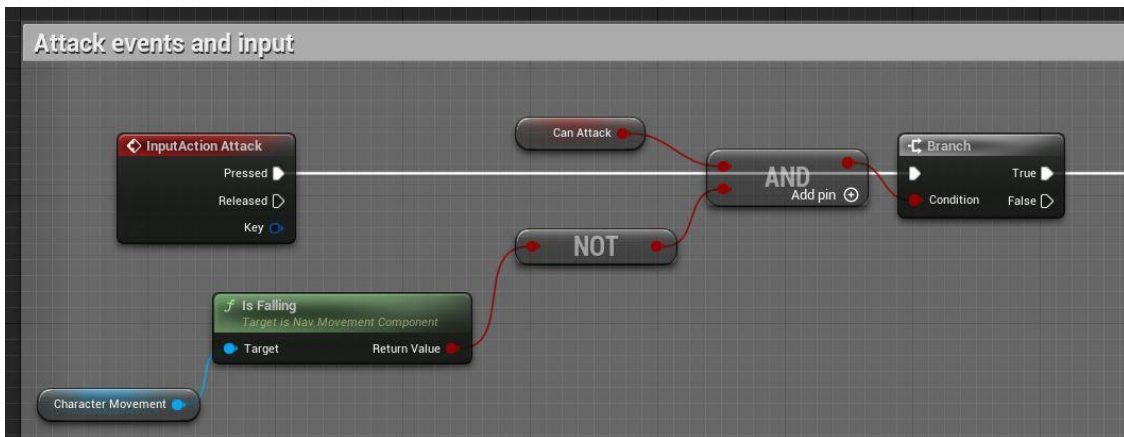 Attack events and input
InputAction Attack
Pressed
Released
Key
Can Attack
AND
Add pin
NOT
Branch
True
Condition
False
f Is Falling
Target is Nav Movement Component
Target
Return Value
Character Movement